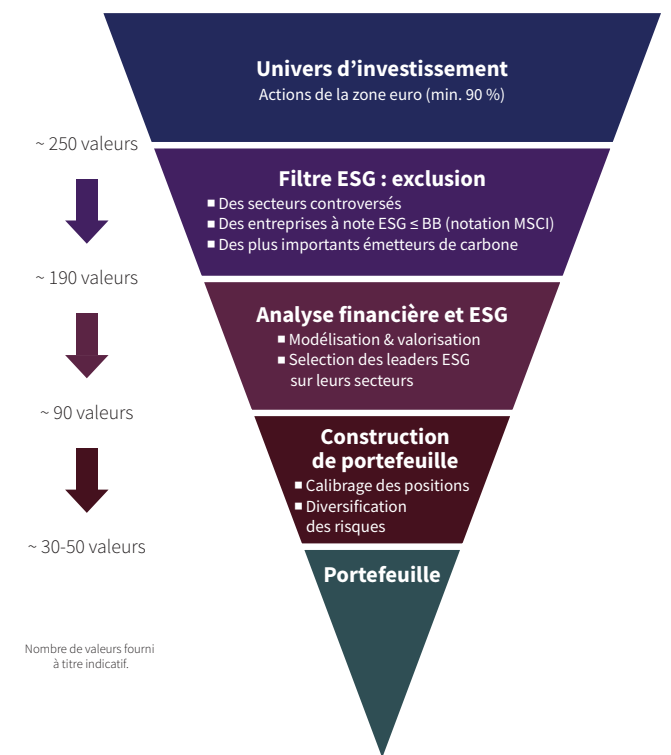 Univers d’investissement
Actions de la zone euro (min. 90 %)
~ 250 valeurs
Filtre ESG : exclusion
■ Des secteurs controversés
■ Des entreprises à note ESG ≤ BB (notation MSCI)
■ Des plus importants émetteurs de carbone
~ 190 valeurs
Analyse financière et ESG
■ Modélisation & valorisation
■ Selection des leaders ESG
sur leurs secteurs
~ 90 valeurs
Construction
de portefeuille
■ Calibrage des positions
■ Diversification
des risques
~ 30-50 valeurs
Portefeuille
Nombre de valeurs fourni
à titre indicatif.